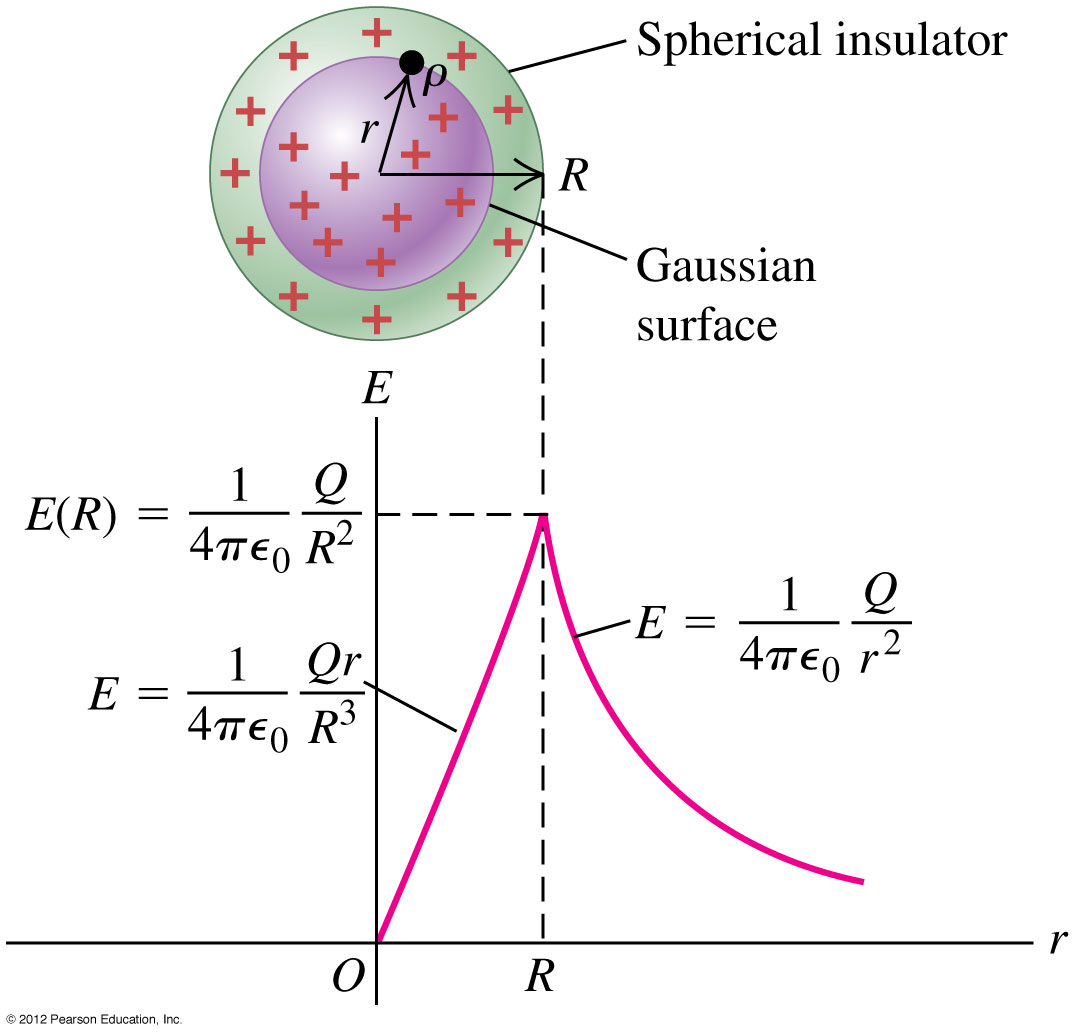 Spherical insulator
ρ
r
R
Gaussian
surface
E
E(R) = 1/4πϵ₀ Q/R²
E = 1/4πϵ₀ Q/r²
E = 1/4πϵ₀ Qr/R³
r
O
R
© 2012 Pearson Education, Inc.